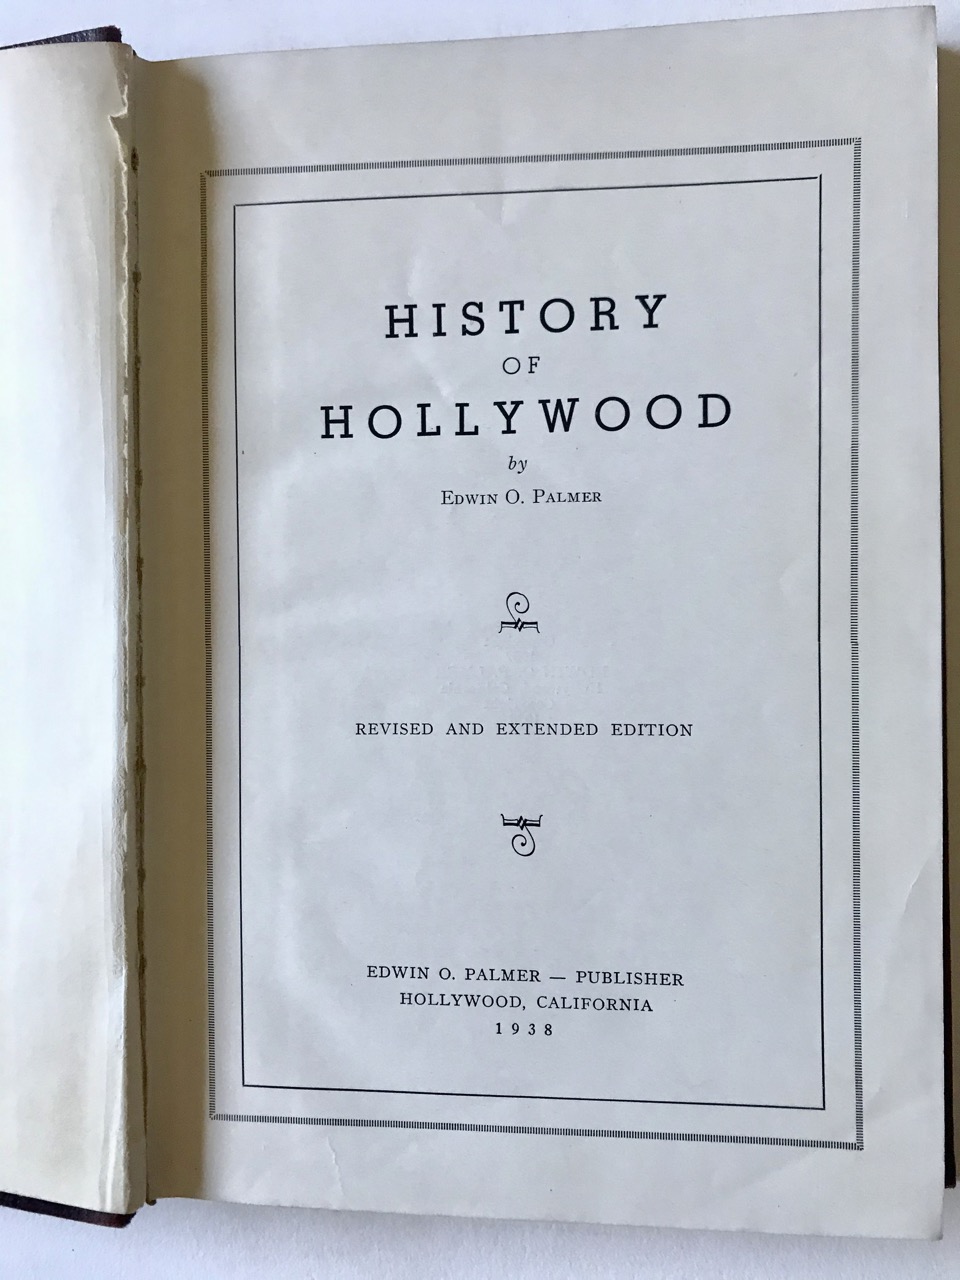 HISTORY
OF
HOLLYWOOD
by
EDWIN O. PALMER
REVISED AND EXTENDED EDITION
EDWIN O. PALMER — PUBLISHER
HOLLYWOOD, CALIFORNIA
1938